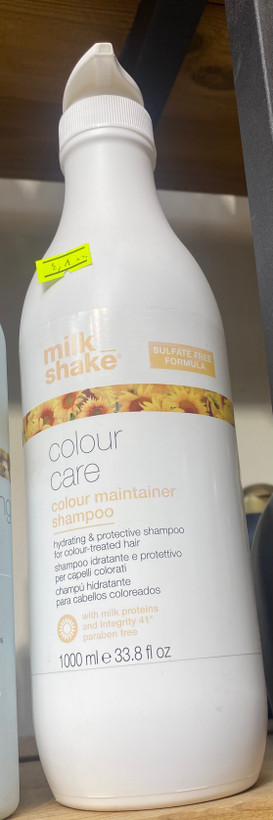 milk
shake®
SULFATE FREE
FORMULA
colour
care
colour maintainer
shampoo
hydrating & protective shampoo
for colour-treated hair
shampoo idratante e protettivo
per capelli colorati
champú hidratante
para cabellos coloreados
with milk proteins
and Integrity 41®
paraben free
1000 ml e 33.8 fl oz